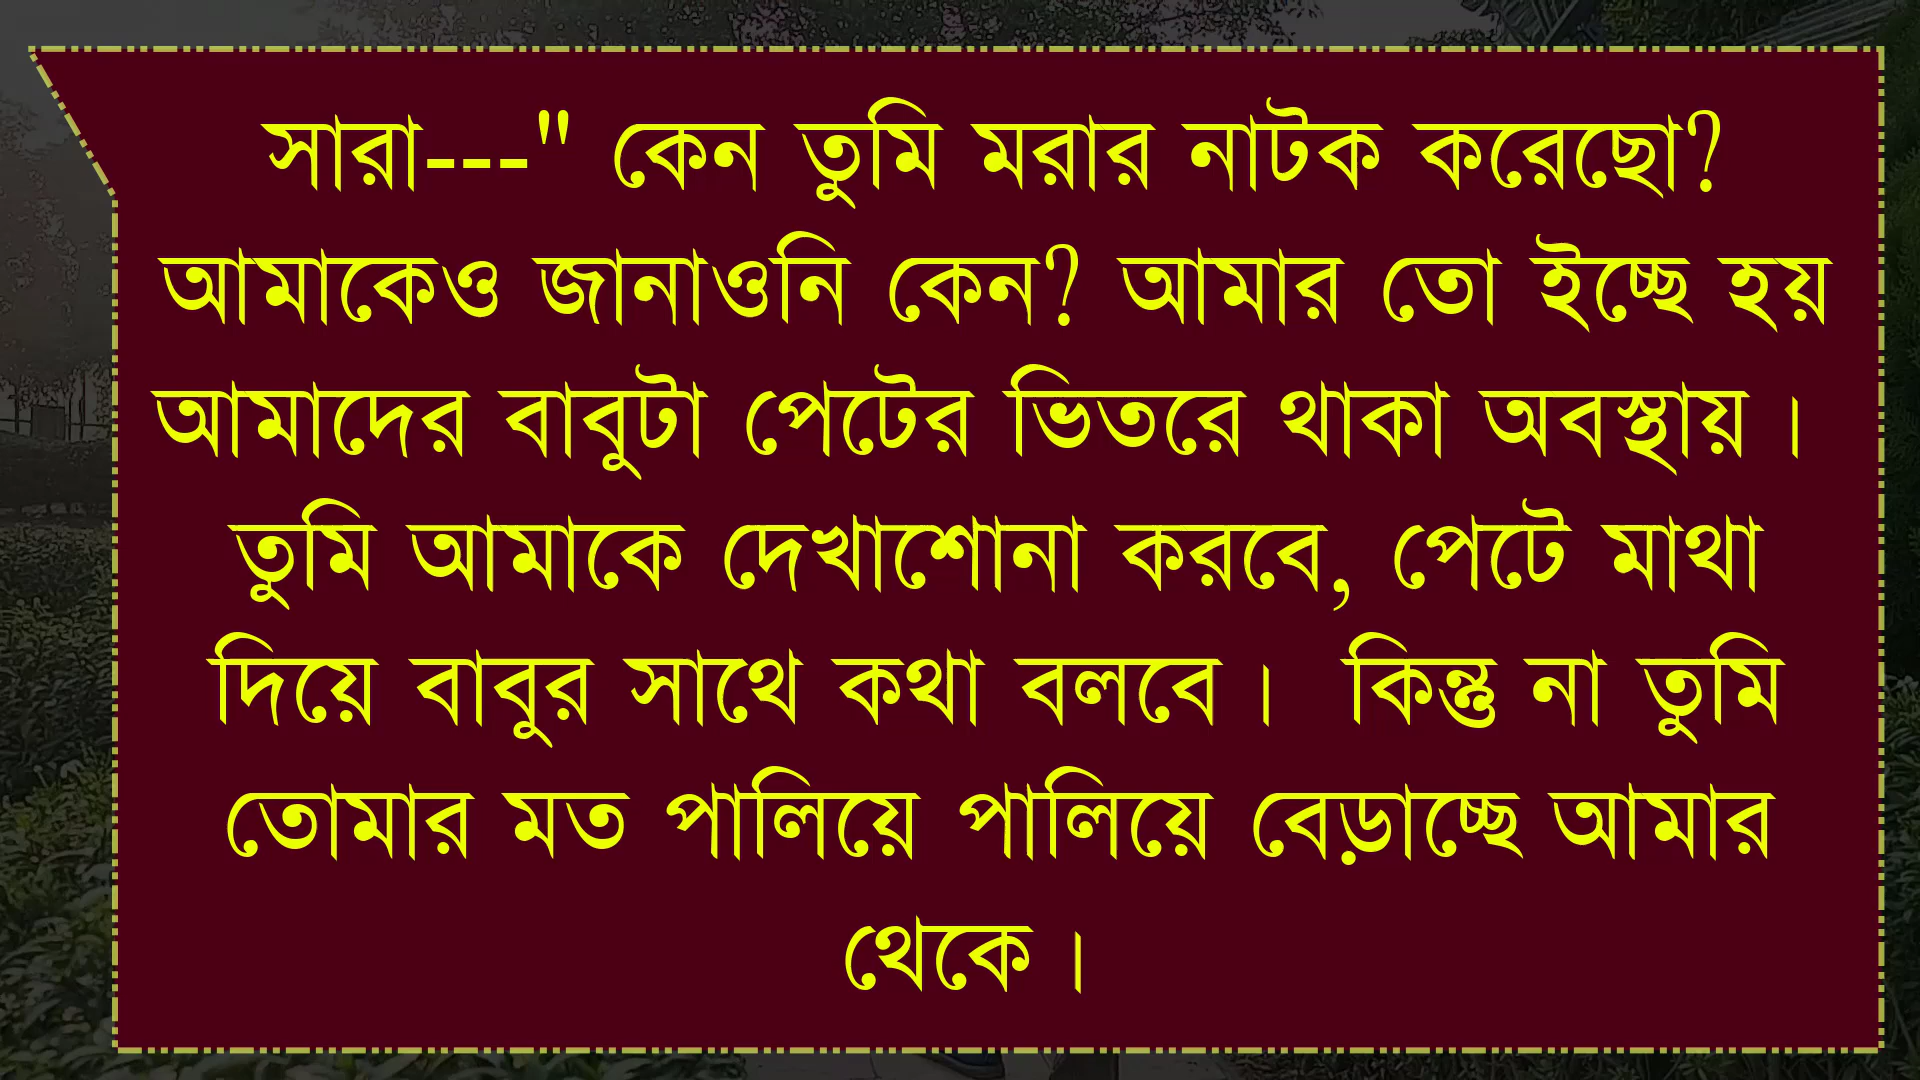 সারা---" কেন তুমি মরার নাটক করেছো?
আমাকেও জানাওনি কেন? আমার তো ইচ্ছে হয়
আমাদের বাবুটা পেটের ভিতরে থাকা অবস্থায়।
তুমি আমাকে দেখাশোনা করবে, পেটে মাথা
দিয়ে বাবুর সাথে কথা বলবে। কিন্তু না তুমি
তোমার মত পালিয়ে পালিয়ে বেড়াচ্ছে আমার
থেকে।